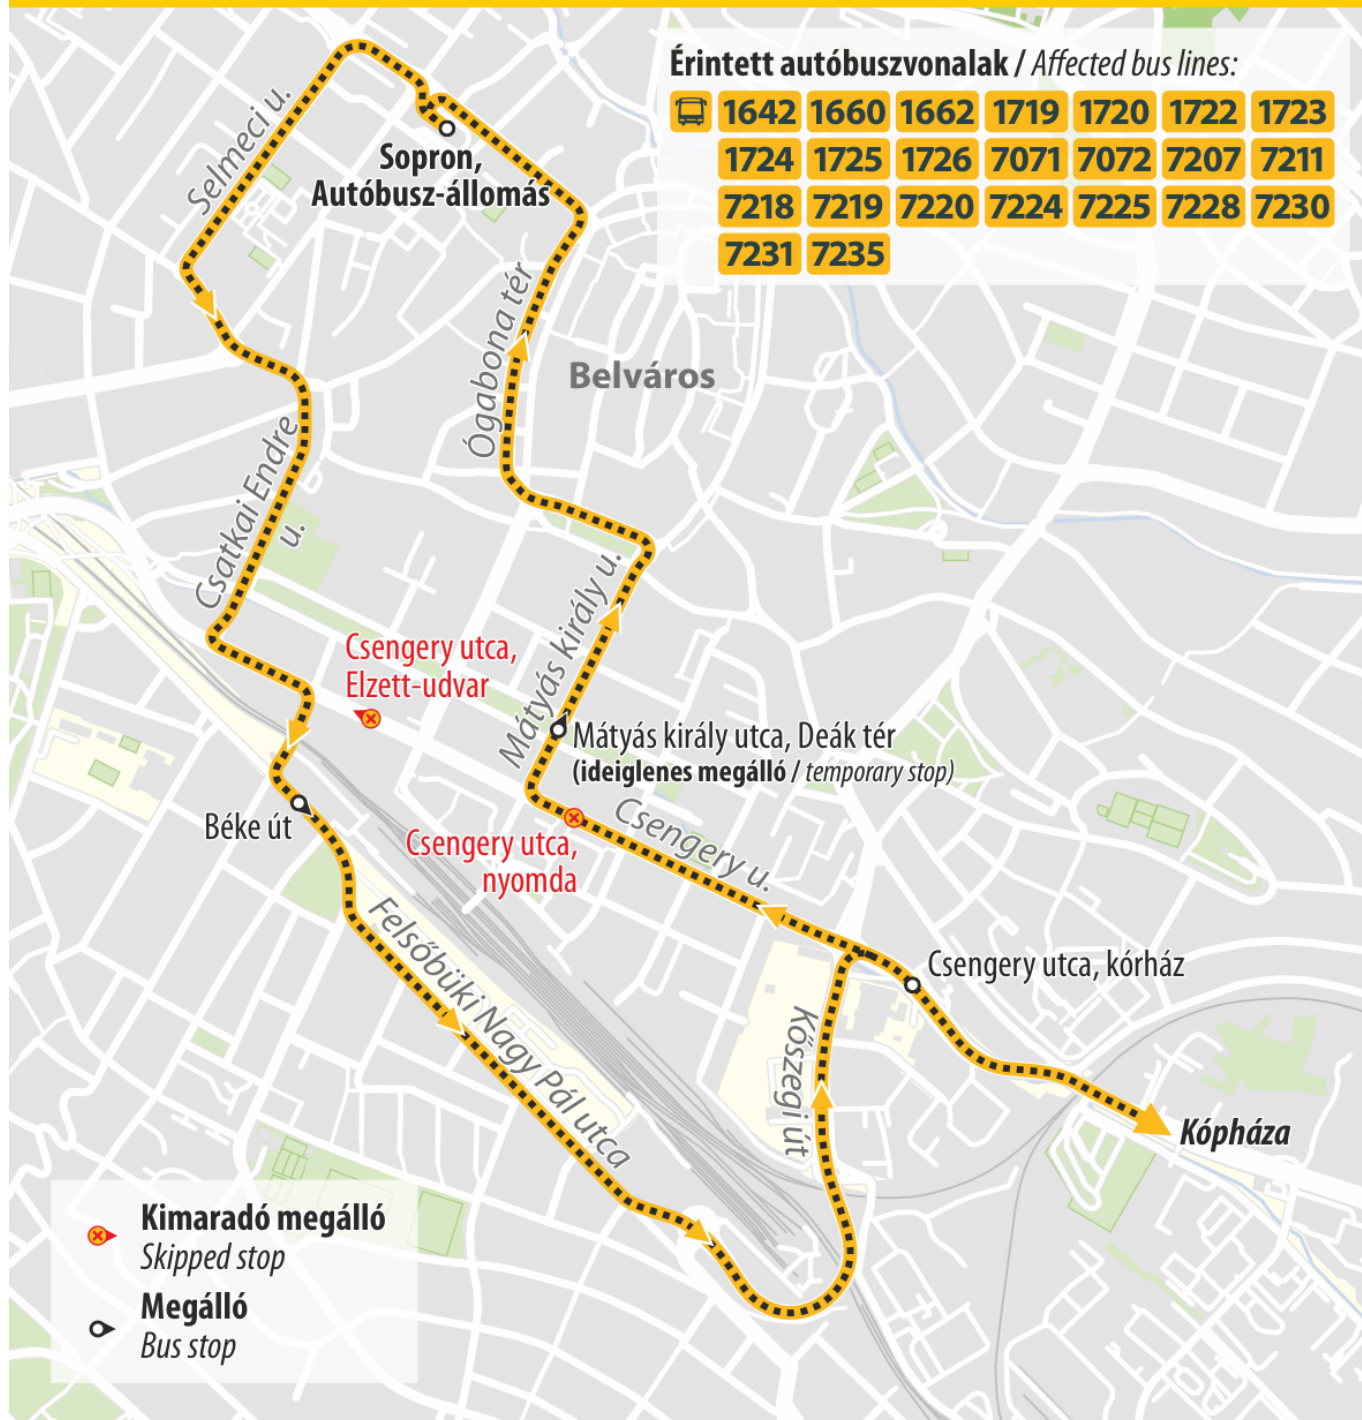 Érintett autóbuszvonalak / Affected bus lines:
1642 1660 1662 1719 1720 1722 1723
1724 1725 1726 7071 7072 7207 7211
7218 7219 7220 7224 7225 7228 7230
7231 7235
Selmeci u.
Sopron,
Autóbusz-állomás
Ógabona tér
Belváros
Csatkai Endre
u.
Mátyás király u.
Csengery utca,
Elzett-udvar
Mátyás király utca, Deák tér
(ideiglenes megálló / temporary stop)
Béke út
Csengery u.
Csengery utca,
nyomda
Felsőbüki Nagy Pál utca
Csengery utca, kórház
Kőszegi út
Kópháza
Kimaradó megálló
Skipped stop
Megálló
Bus stop